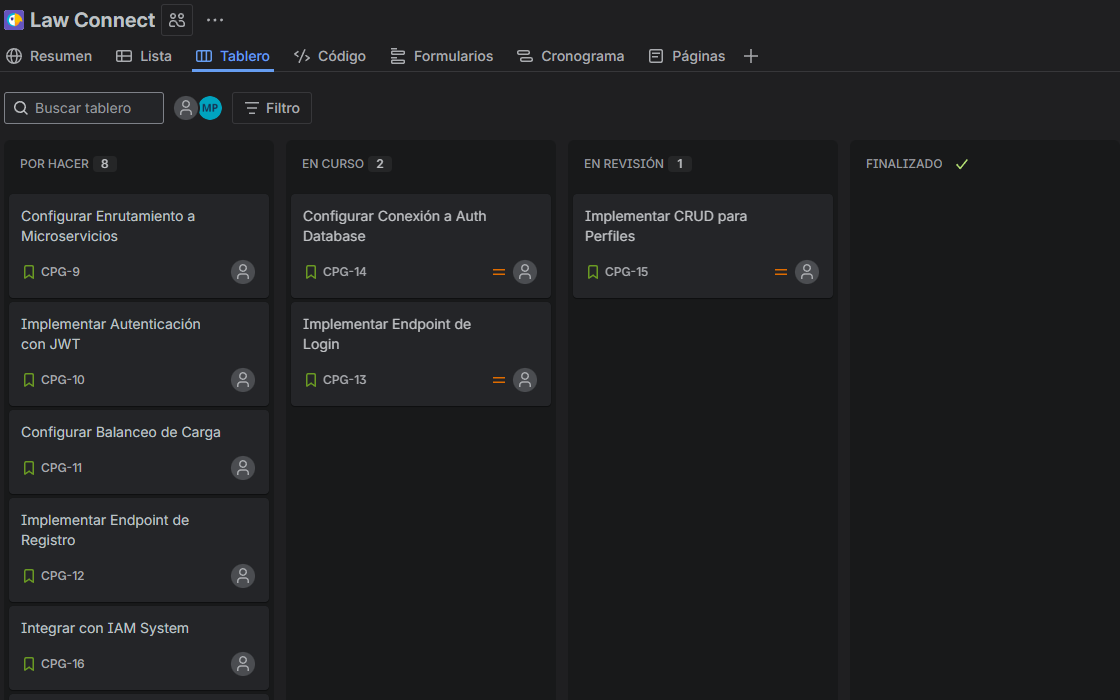 Law Connect
Resumen
Lista
Tablero
Código
Formularios
Cronograma
Páginas
Buscar tablero
MP
Filtro
POR HACER 8
Configurar Enrutamiento a
Microservicios
CPG-9
Implementar Autenticación
con JWT
CPG-10
Configurar Balanceo de Carga
CPG-11
Implementar Endpoint de
Registro
CPG-12
Integrar con IAM System
CPG-16
EN CURSO 2
Configurar Conexión a Auth
Database
CPG-14
Implementar Endpoint de
Login
CPG-13
EN REVISIÓN 1
Implementar CRUD para
Perfiles
CPG-15
FINALIZADO